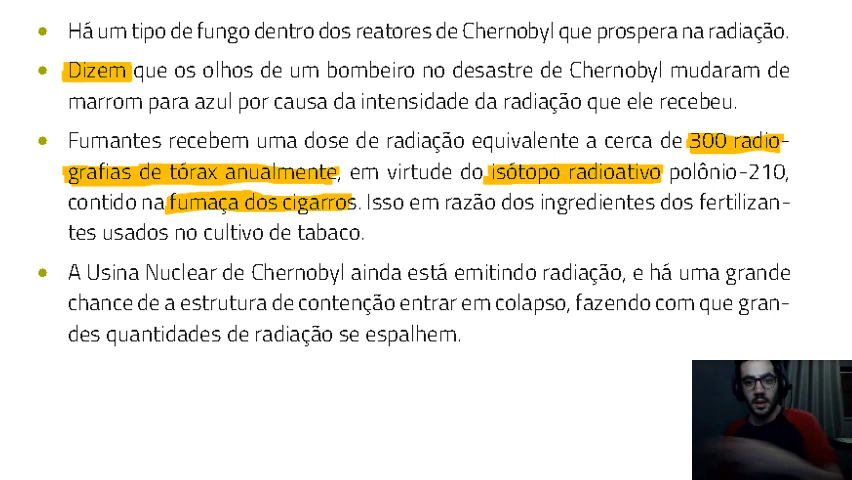 Há um tipo de fungo dentro dos reatores de Chernobyl que prospera na radiação.
Dizem que os olhos de um bombeiro no desastre de Chernobyl mudaram de
marrom para azul por causa da intensidade da radiação que ele recebeu.
Fumantes recebem uma dose de radiação equivalente a cerca de 300 radio-
grafias de tórax anualmente, em virtude do isótopo radioativo polônio-210,
contido na fumaça dos cigarros. Isso em razão dos ingredientes dos fertilizan-
tes usados no cultivo de tabaco.
A Usina Nuclear de Chernobyl ainda está emitindo radiação, e há uma grande
chance de a estrutura de contenção entrar em colapso, fazendo com que gran-
des quantidades de radiação se espalhem.